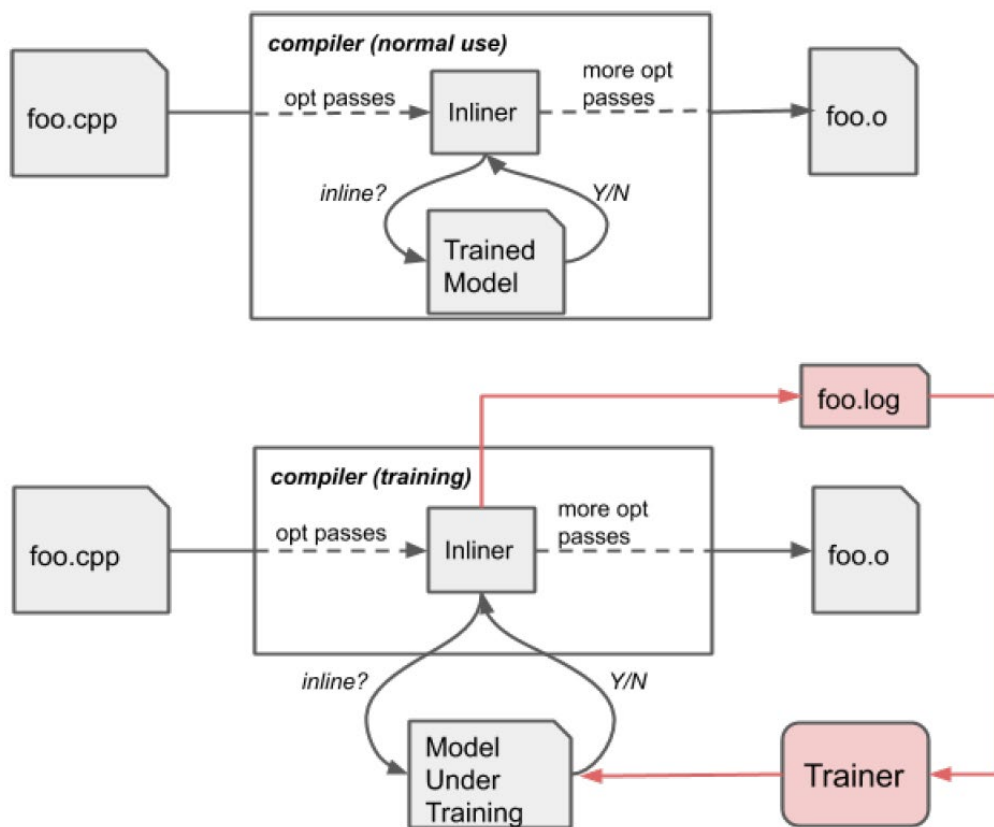 compiler (normal use)
foo.cpp
opt passes
Inliner
more opt
passes
foo.o
inline?
Y/N
Trained
Model
foo.log
compiler (training)
foo.cpp
opt passes
Inliner
more opt
passes
foo.o
inline?
Y/N
Model
Under
Training
Trainer